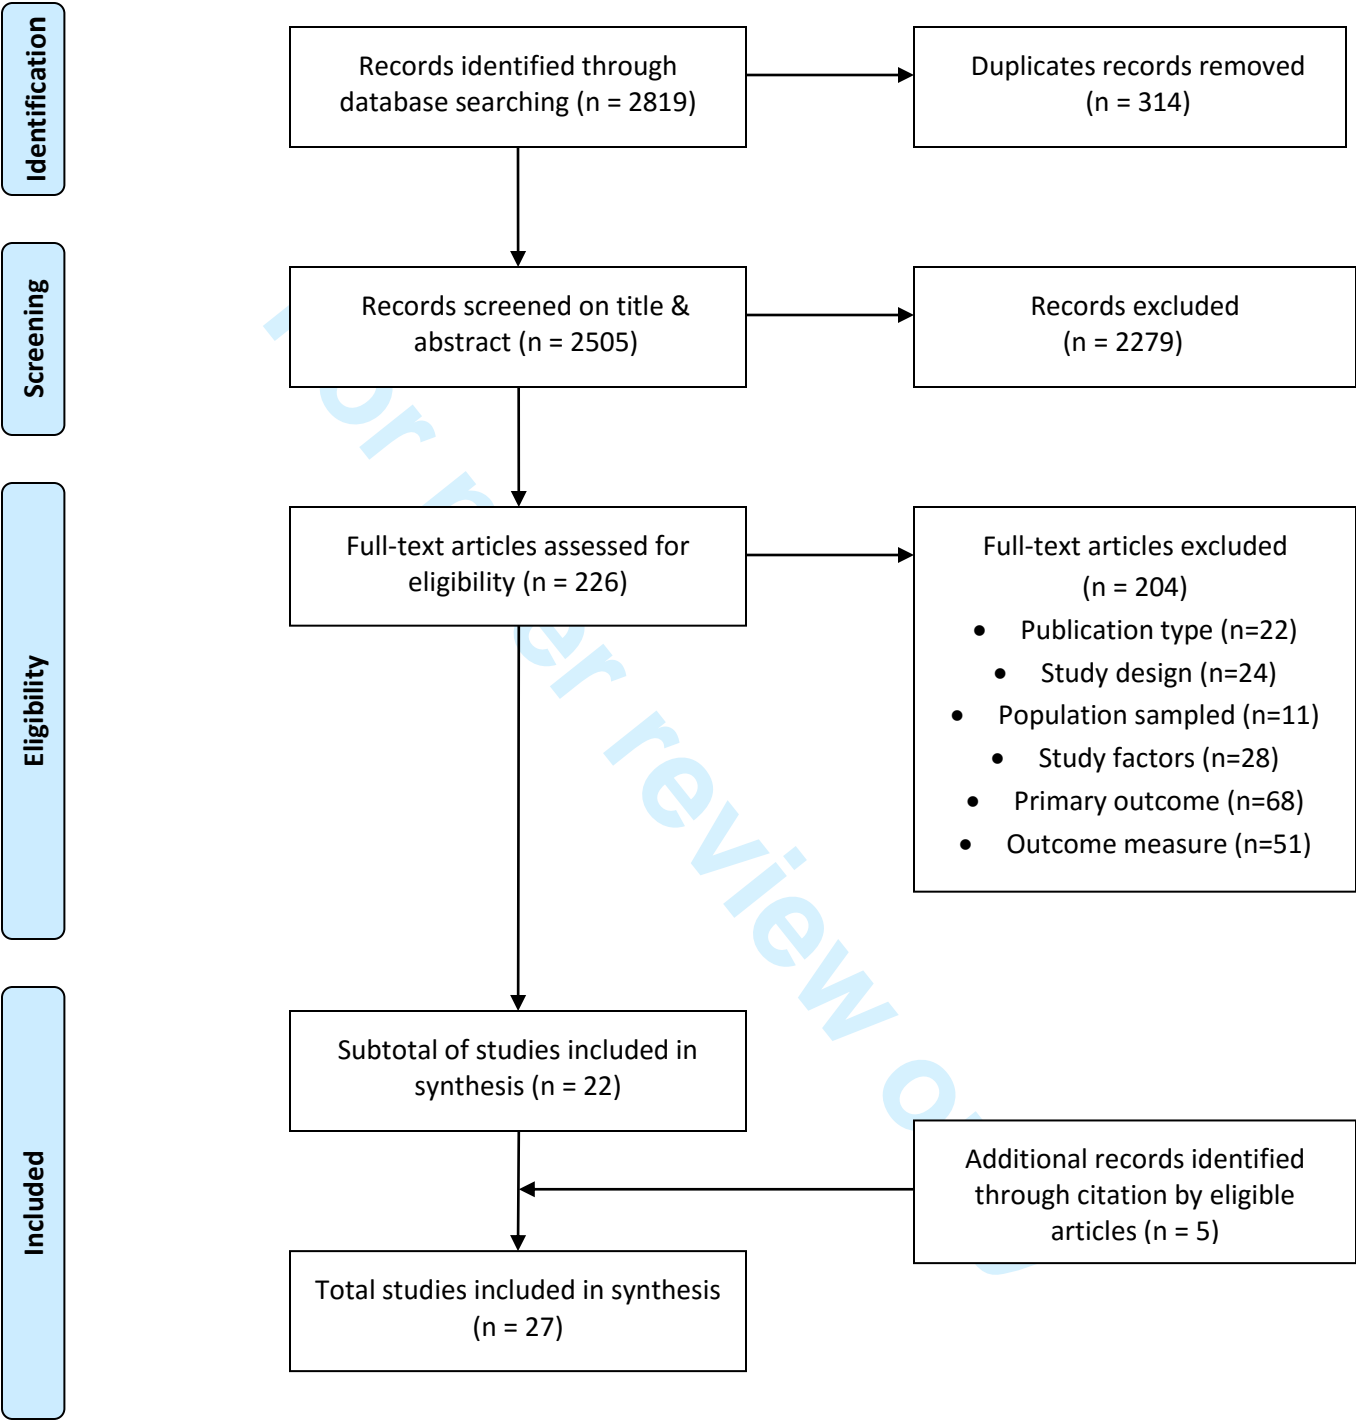 Identification
Records identified through
database searching (n = 2819)
Duplicates records removed
(n = 314)
Screening
Records screened on title &
abstract (n = 2505)
Records excluded
(n = 2279)
Eligibility
Full-text articles assessed for
eligibility (n = 226)
Full-text articles excluded
(n = 204)
• Publication type (n=22)
• Study design (n=24)
• Population sampled (n=11)
• Study factors (n=28)
• Primary outcome (n=68)
• Outcome measure (n=51)
Included
Subtotal of studies included in
synthesis (n = 22)
Additional records identified
through citation by eligible
articles (n = 5)
Total studies included in synthesis
(n = 27)
review